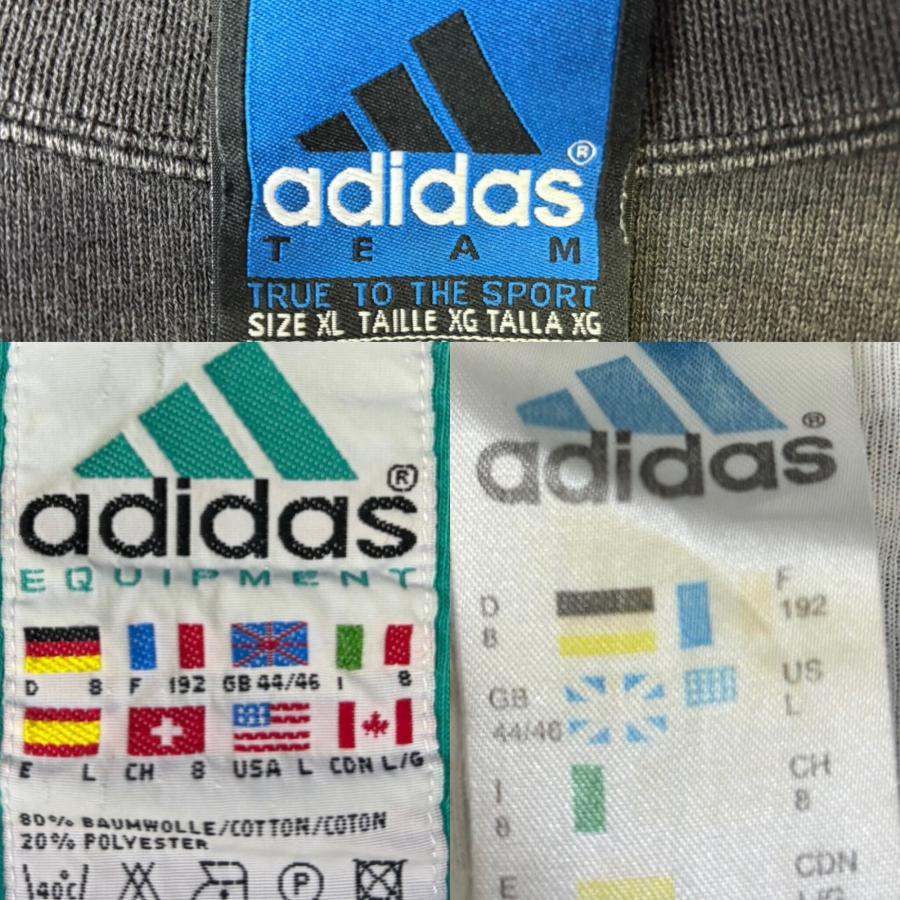 adidas®
TEAM
TRUE TO THE SPORT
SIZE XL TAILLE XG TALLA XG
adidas®
EQUIPMENT
D 8 F 192 GB 44/46 I 8
E L CH 8 USA L CDN L/G
80% BAUMWOLLE/COTTON/COTON
20% POLYESTER
40°C P
adidas®
D 8
F 192
GB 44/46
US L
I 8
CH 8
E
CDN L/G